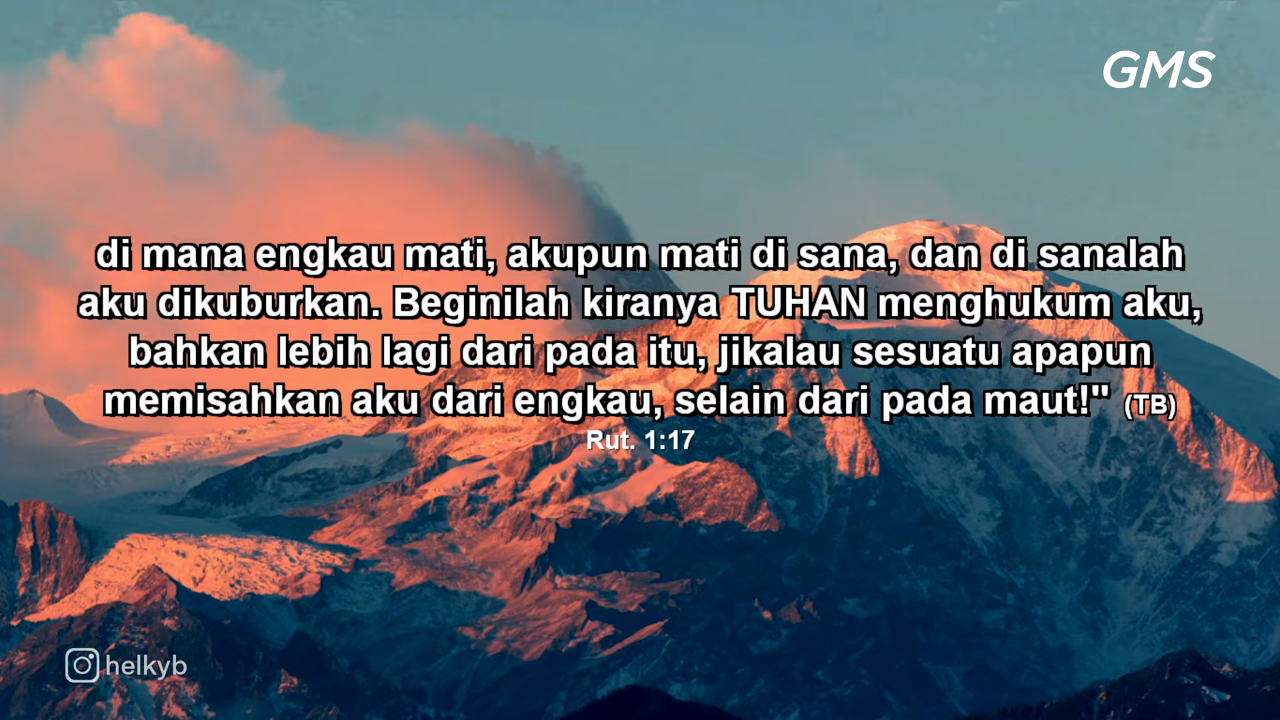 GMS
di mana engkau mati, akupun mati di sana, dan di sanalah
aku dikuburkan. Beginilah kiranya TUHAN menghukum aku,
bahkan lebih lagi dari pada itu, jikalau sesuatu apapun
memisahkan aku dari engkau, selain dari pada maut!" (TB)
Rut. 1:17
helkyb